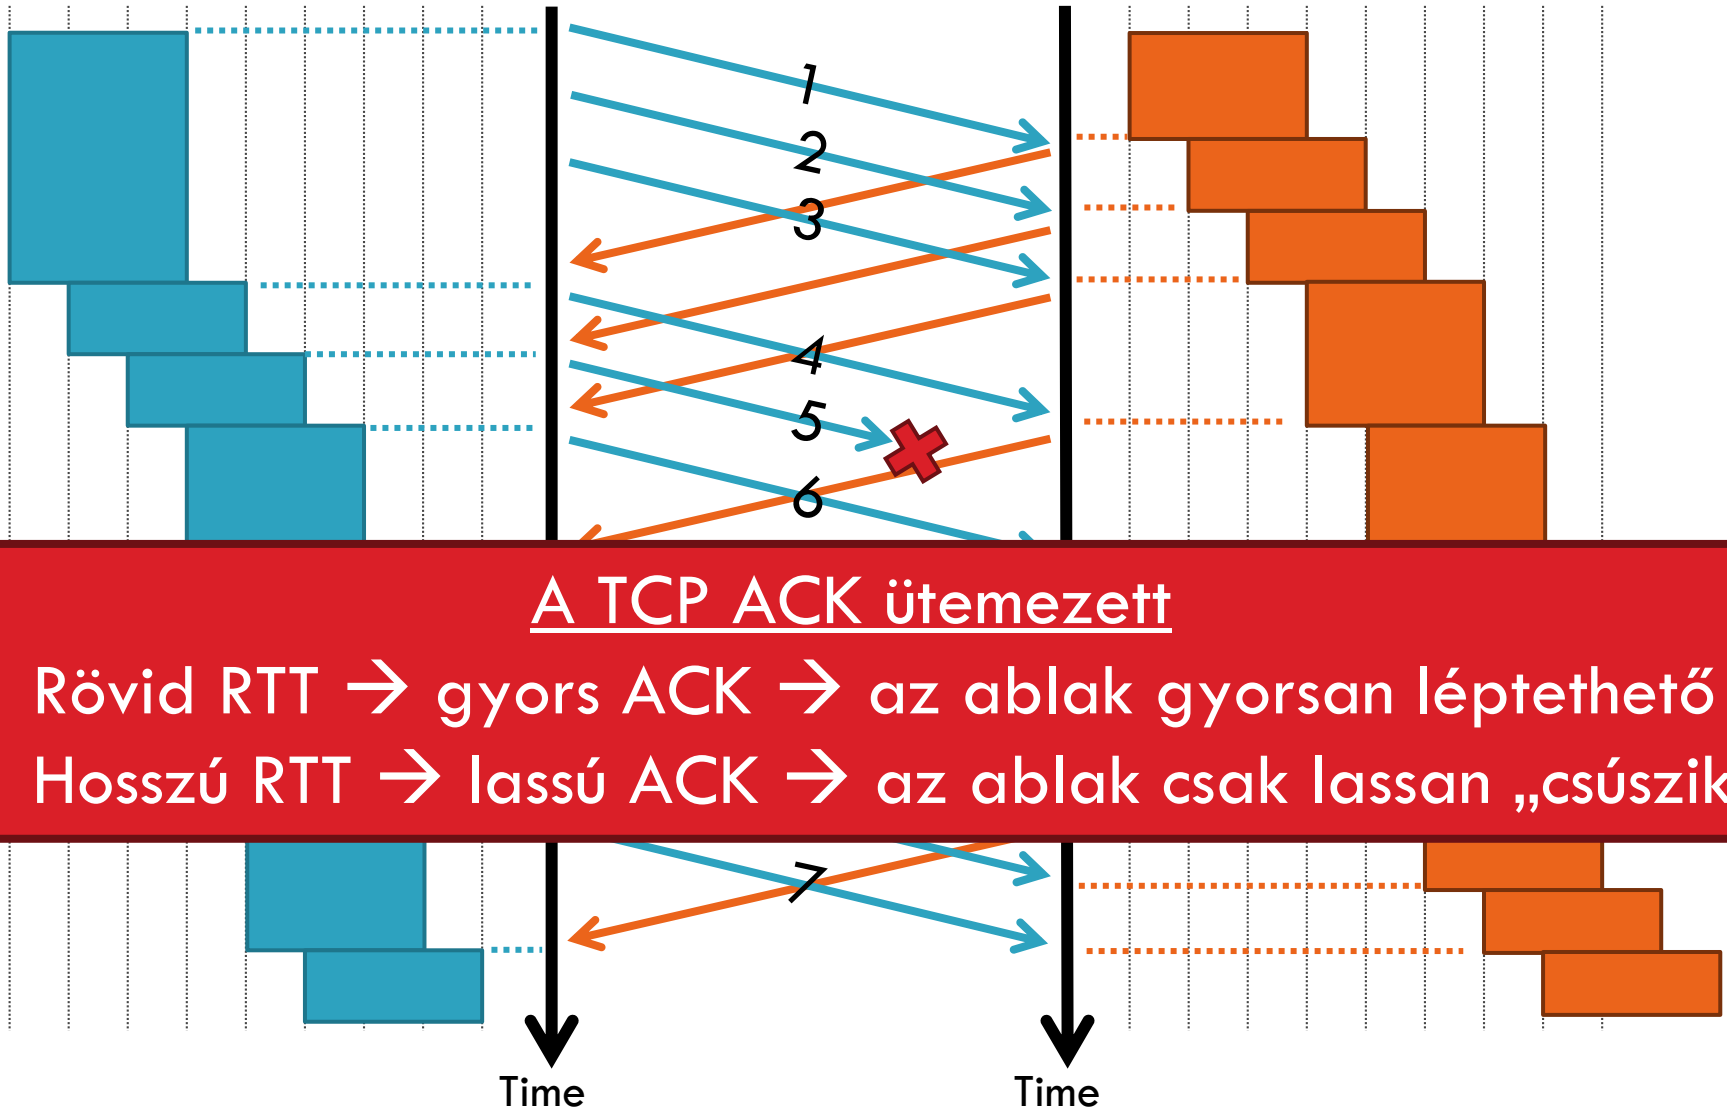 1
2
3
4
5
6
A TCP ACK ütemezett
Rövid RTT → gyors ACK → az ablak gyorsan léptethető
Hosszú RTT → lassú ACK → az ablak csak lassan „csúszik
7
Time Time